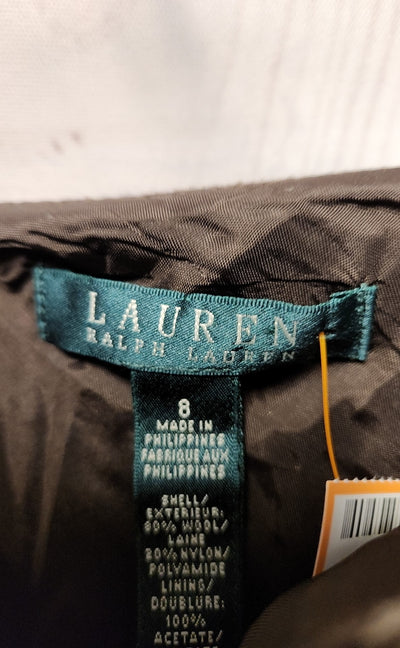 LAUREN
RALPH LAUREN
8
MADE IN
PHILIPPINES
FABRIQUE AUX
PHILIPPINES
SHELL/
EXTERIEUR:
80% WOOL/
LAINE
20% NYLON/
POLYAMIDE
LINING/
DOUBLURE:
100%
ACETATE/